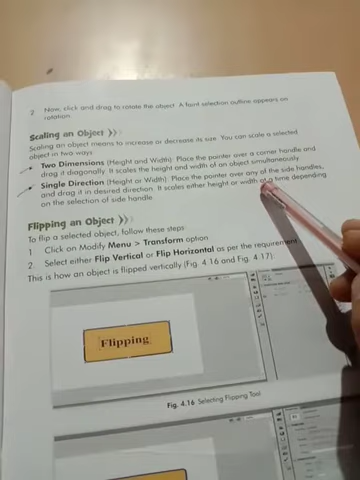 2 Now, click and drag to rotate the object. A faint selection outline appears on
rotation.
Scaling an Object
Scaling an object means to increase or decrease its size. You can scale a selected
object in two ways
Two Dimensions (Height and Width): Place the pointer over a corner handle and
drag it diagonally. It scales the height and width of an object simultaneously
Single Direction (Height or Width): Place the pointer over any of the side handles,
and drag it in desired direction. It scales either height or width at a time depending
on the selection of side handle.
Flipping an Object
To flip a selected object, follow these steps
1 Click on Modify Menu > Transform option
2. Select either Flip Vertical or Flip Horizontal as per the requirement
This is how an object is flipped vertically (Fig. 4.16 and Fig. 4.17)
Flipping
Fig. 4.16 Selecting Flipping Tool